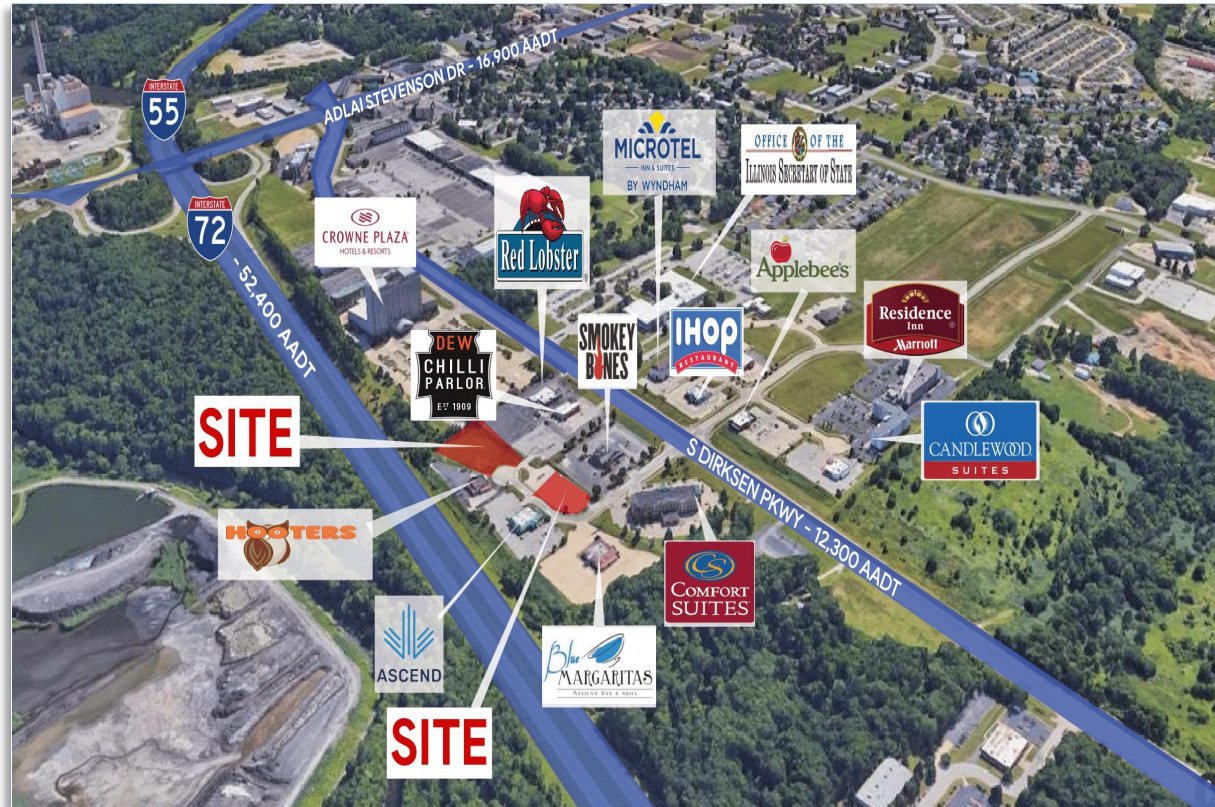 INTERSTATE
55
ADLAI STEVENSON DR - 16,900 AADT
INTERSTATE
72
- 52,400 AADT
CROWNE PLAZA
HOTELS & RESORTS
Red Lobster
MICROTEL
INN & SUITES
BY WYNDHAM
OFFICE OF THE
ILLINOIS SECRETARY OF STATE
Applebee's
Residence
Inn
Marriott
DEW
CHILLI
PARLOR
EST 1909
SMOKEY
BONES
IHOP
RESTAURANT
SITE
CANDLEWOOD
SUITES
S DIRKSEN PKWY - 12,300 AADT
HOOTERS
COMFORT
SUITES
ASCEND
Blue
MARGARITAS
MEXICAN BAR & GRILL
SITE